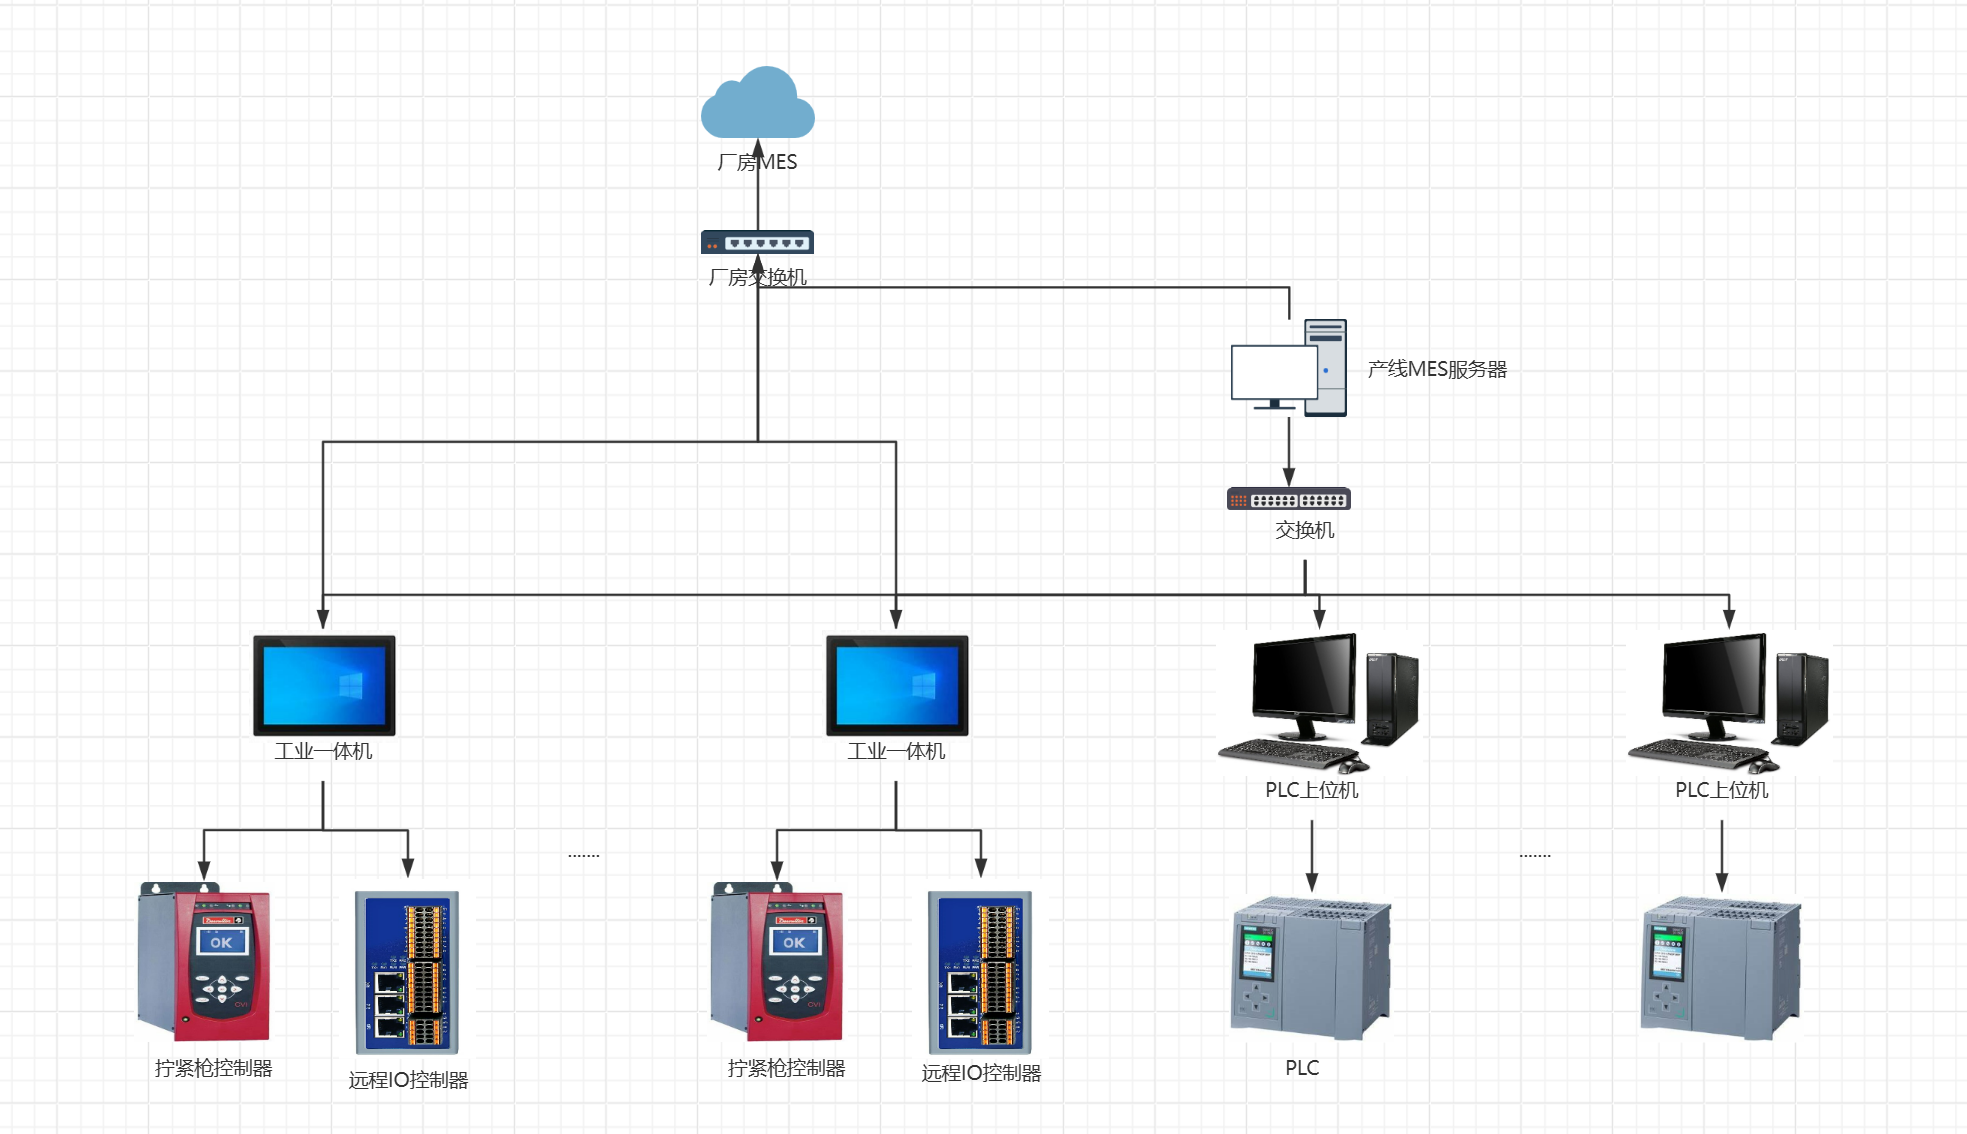 厂房MES
厂房交换机
产线MES服务器
交换机
工业一体机
工业一体机
PLC上位机
PLC上位机
.......
.......
OK
OK
拧紧枪控制器
远程IO控制器
拧紧枪控制器
远程IO控制器
PLC